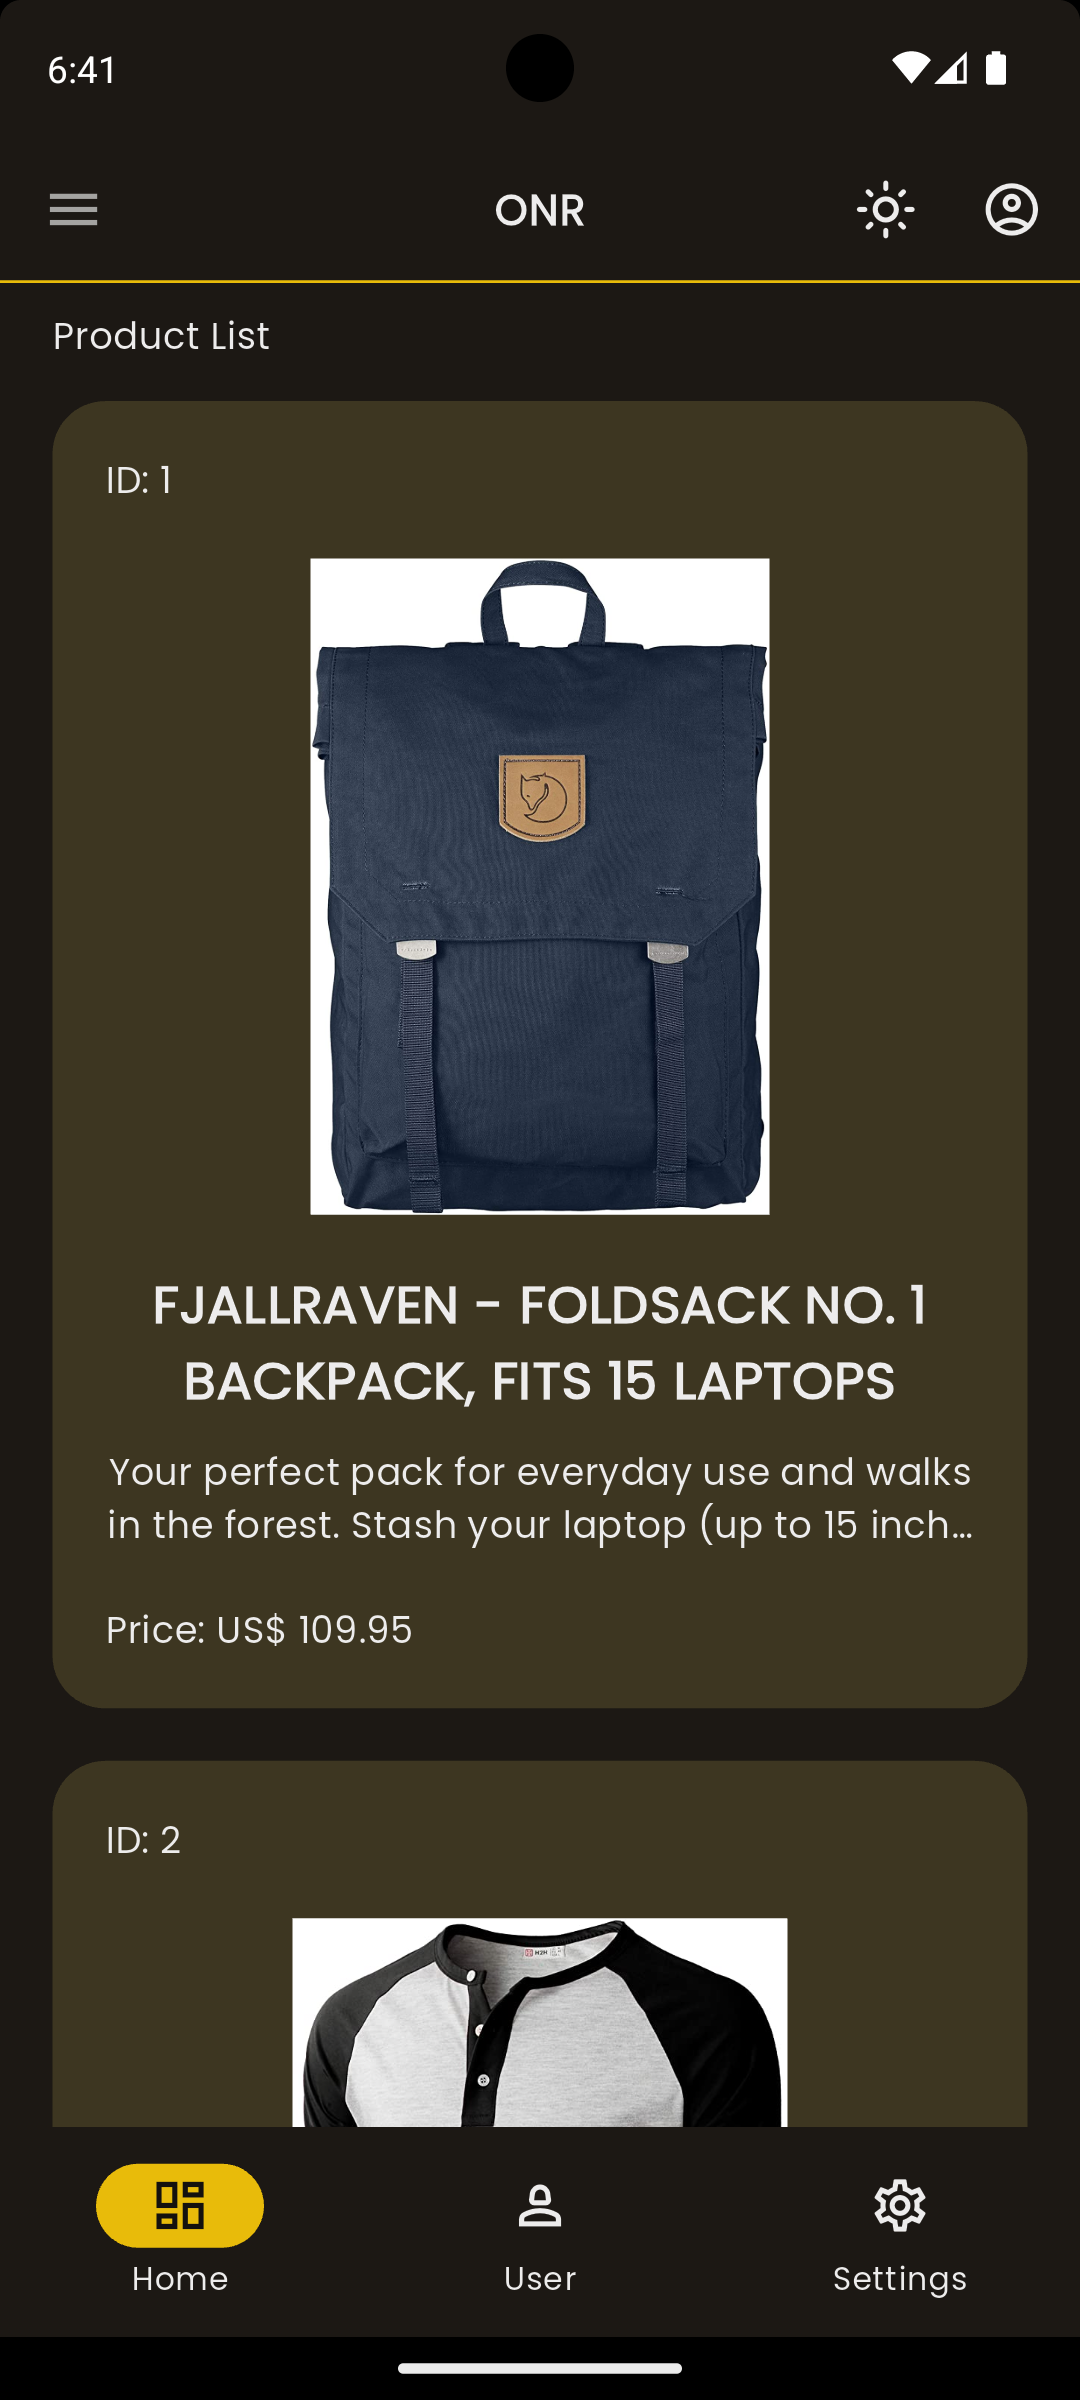 6:41
ONR
Product List
ID: 1
FJALLRAVEN - FOLDSACK NO. 1
BACKPACK, FITS 15 LAPTOPS
Your perfect pack for everyday use and walks
in the forest. Stash your laptop (up to 15 inch...
Price: US$ 109.95
ID: 2
H2H
Home
User
Settings